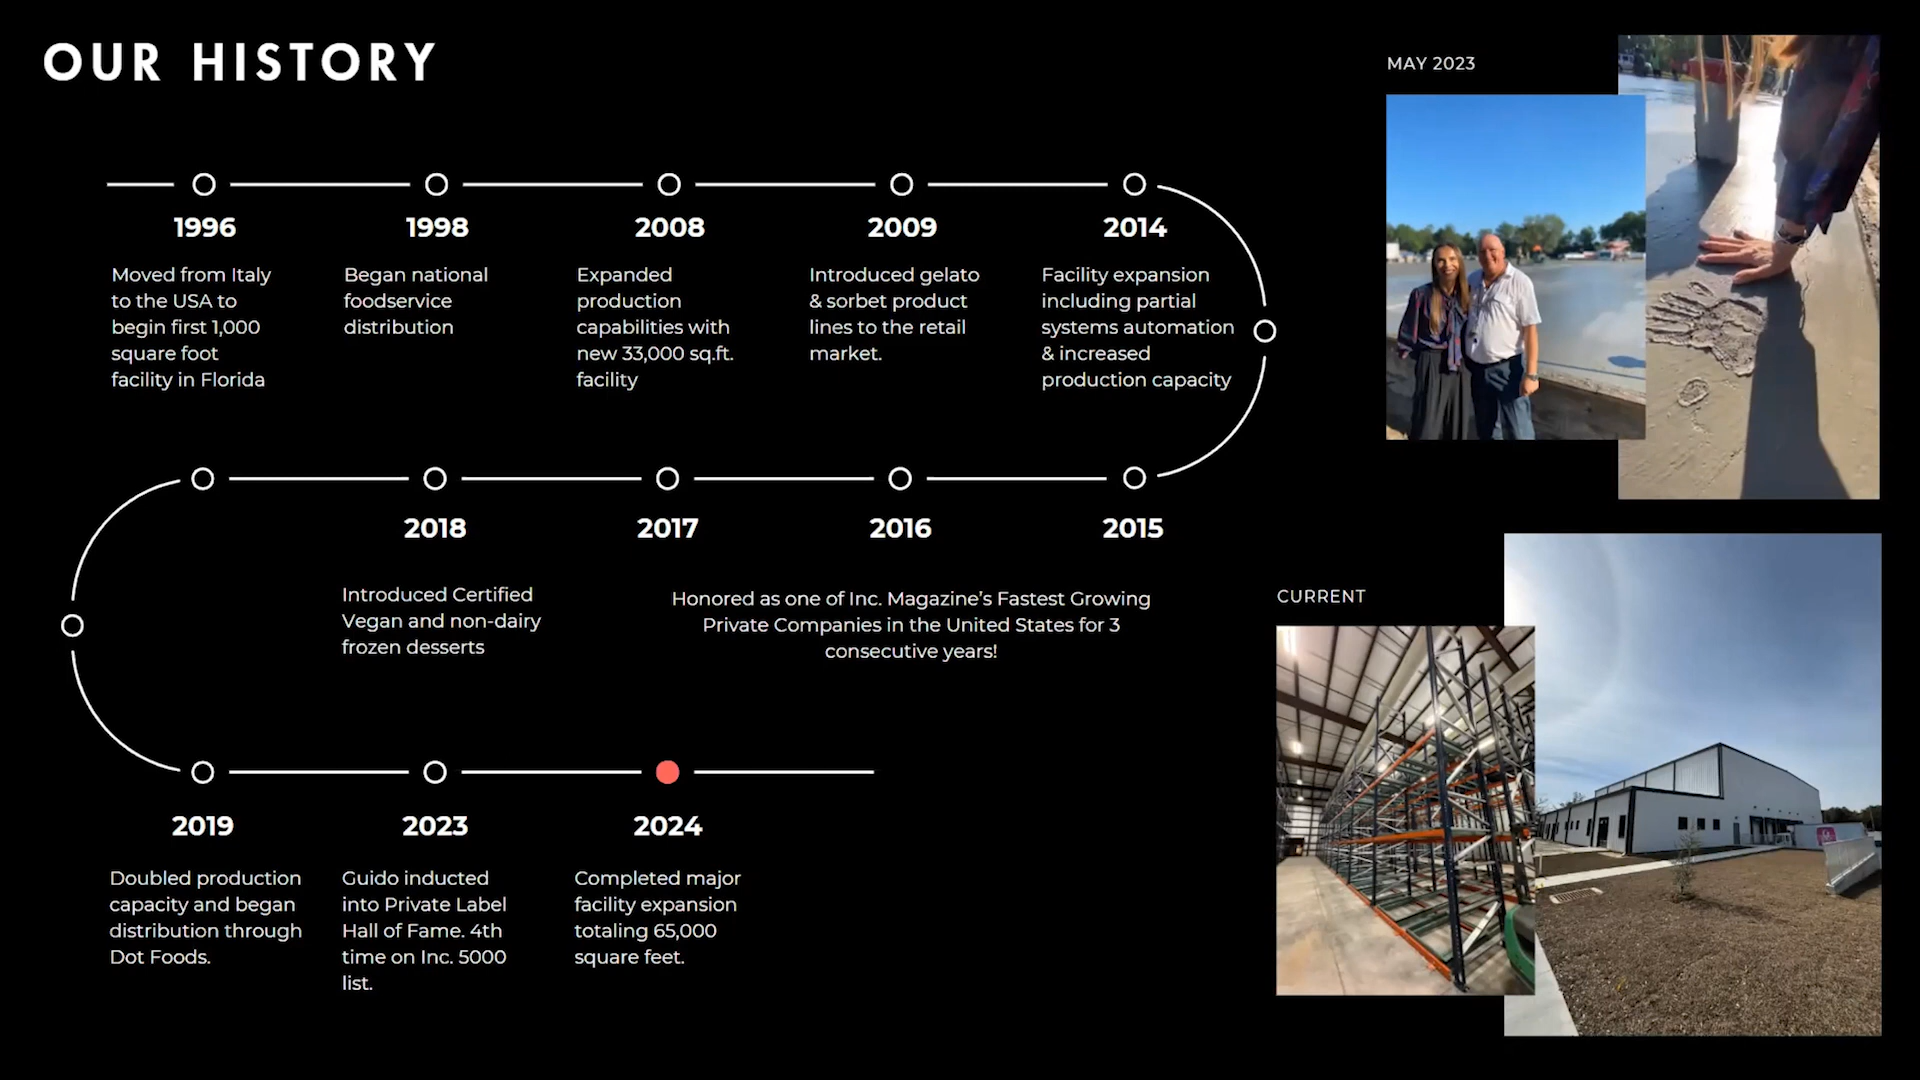 OUR HISTORY
MAY 2023
1996
Moved from Italy
to the USA to
begin first 1,000
square foot
facility in Florida
1998
Began national
foodservice
distribution
2008
Expanded
production
capabilities with
new 33,000 sq.ft.
facility
2009
Introduced gelato
& sorbet product
lines to the retail
market.
2014
Facility expansion
including partial
systems automation
& increased
production capacity
2018
Introduced Certified
Vegan and non-dairy
frozen desserts
2017
2016
2015
Honored as one of Inc. Magazine's Fastest Growing
Private Companies in the United States for 3
consecutive years!
CURRENT
2019
Doubled production
capacity and began
distribution through
Dot Foods.
2023
Guido inducted
into Private Label
Hall of Fame. 4th
time on Inc. 5000
list.
2024
Completed major
facility expansion
totaling 65,000
square feet.